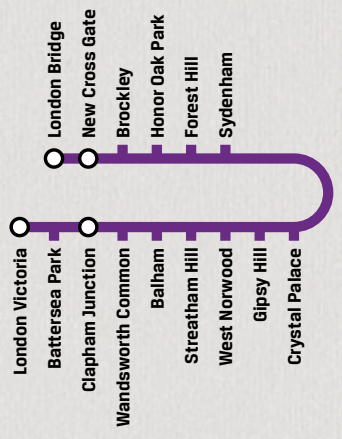 London Bridge
New Cross Gate
Brockley
Honor Oak Park
Forest Hill
Sydenham
London Victoria
Battersea Park
Clapham Junction
Wandsworth Common
Balham
Streatham Hill
West Norwood
Gipsy Hill
Crystal Palace